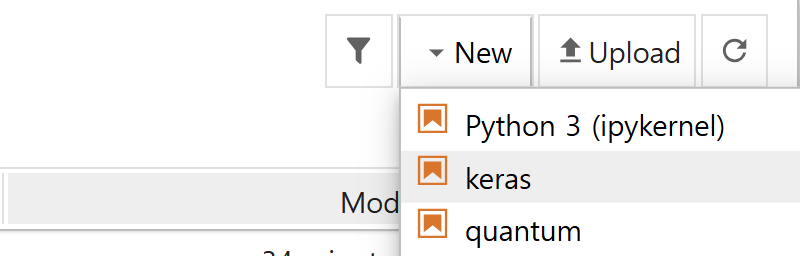 New Upload
Python 3 (ipykernel)
keras
Mod
quantum